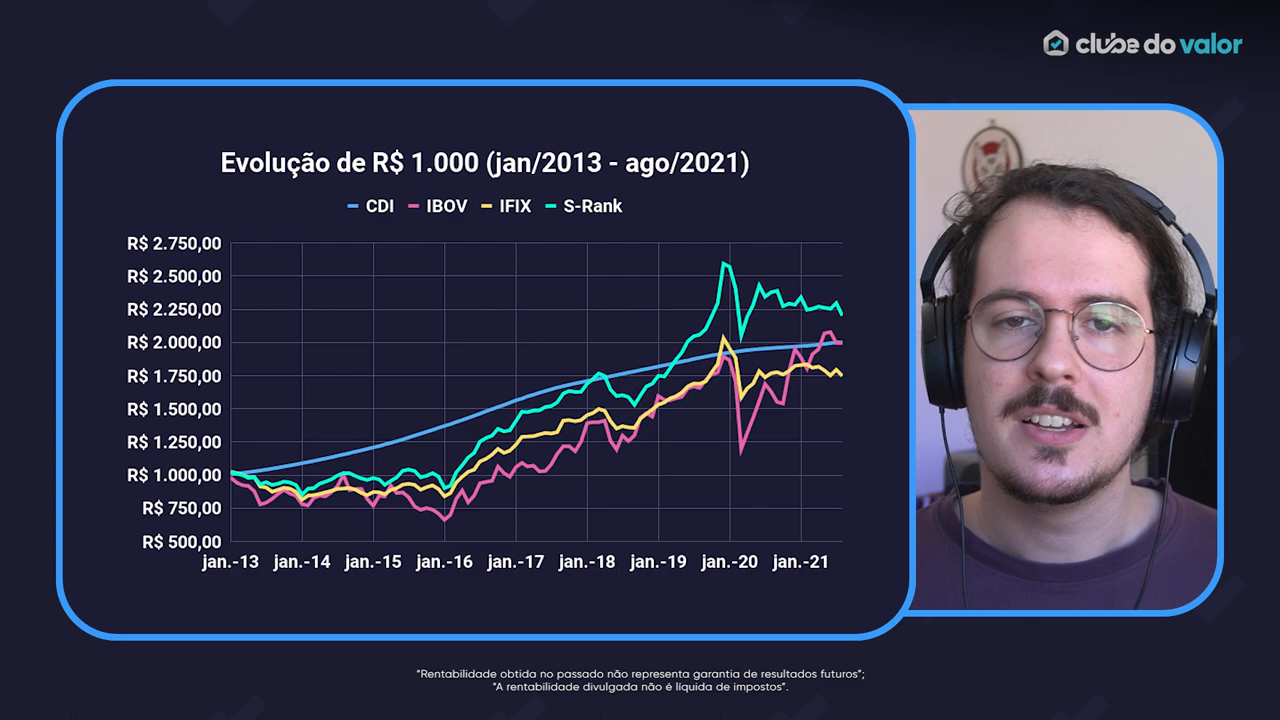 clube do valor
Evolução de R$ 1.000 (jan/2013 - ago/2021)
CDI IBOV IFIX S-Rank
R$ 2.750,00
R$ 2.500,00
R$ 2.250,00
R$ 2.000,00
R$ 1.750,00
R$ 1.500,00
R$ 1.250,00
R$ 1.000,00
R$ 750,00
R$ 500,00
jan.-13 jan.-14 jan.-15 jan.-16 jan.-17 jan.-18 jan.-19 jan.-20 jan.-21
“Rentabilidade obtida no passado não representa garantia de resultados futuros”;
“A rentabilidade divulgada não é líquida de impostos”.